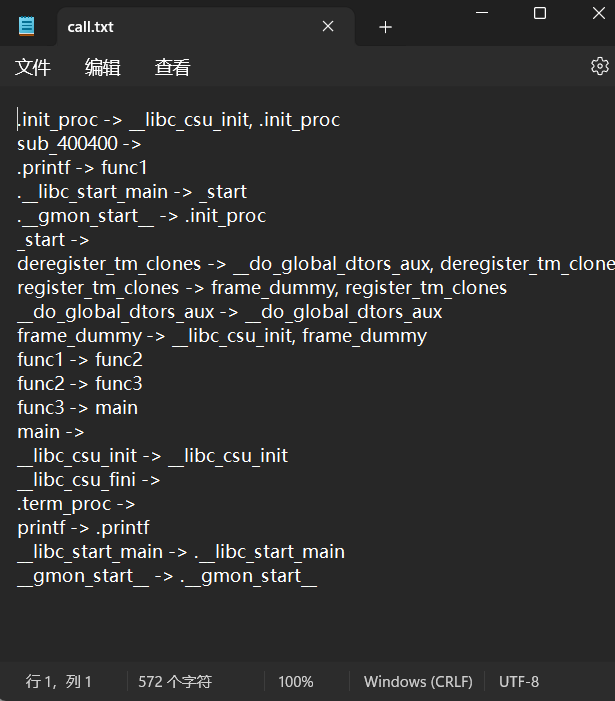 call.txt
文件 编辑 查看
.init_proc -> __libc_csu_init, .init_proc
sub_400400 ->
.printf -> func1
.__libc_start_main -> _start
.__gmon_start__ -> .init_proc
_start ->
deregister_tm_clones -> __do_global_dtors_aux, deregister_tm_clone
register_tm_clones -> frame_dummy, register_tm_clones
__do_global_dtors_aux -> __do_global_dtors_aux
frame_dummy -> __libc_csu_init, frame_dummy
func1 -> func2
func2 -> func3
func3 -> main
main ->
__libc_csu_init -> __libc_csu_init
__libc_csu_fini ->
.term_proc ->
printf -> .printf
__libc_start_main -> .__libc_start_main
__gmon_start__ -> .__gmon_start__
行 1，列 1 572 个字符 100% Windows (CRLF) UTF-8